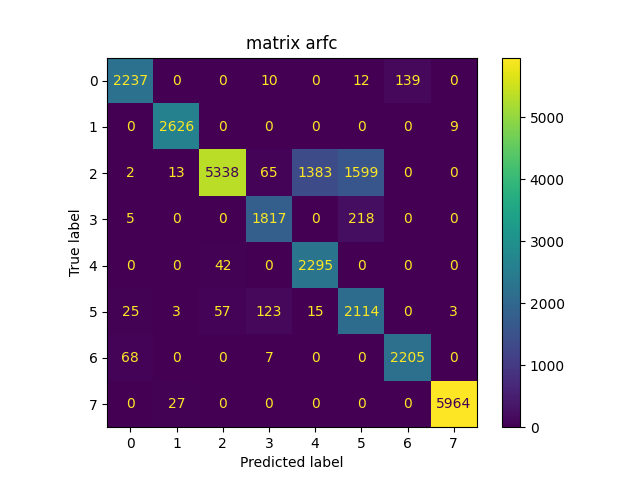 matrix arfc
0 2237 0 0 10 0 12 139 0
1 0 2626 0 0 0 0 0 9
2 2 13 5338 65 1383 1599 0 0
3 5 0 0 1817 0 218 0 0
4 0 0 42 0 2295 0 0 0
5 25 3 57 123 15 2114 0 3
6 68 0 0 7 0 0 2205 0
7 0 27 0 0 0 0 0 5964
0 1 2 3 4 5 6 7
Predicted label
True label
5000
4000
3000
2000
1000
0